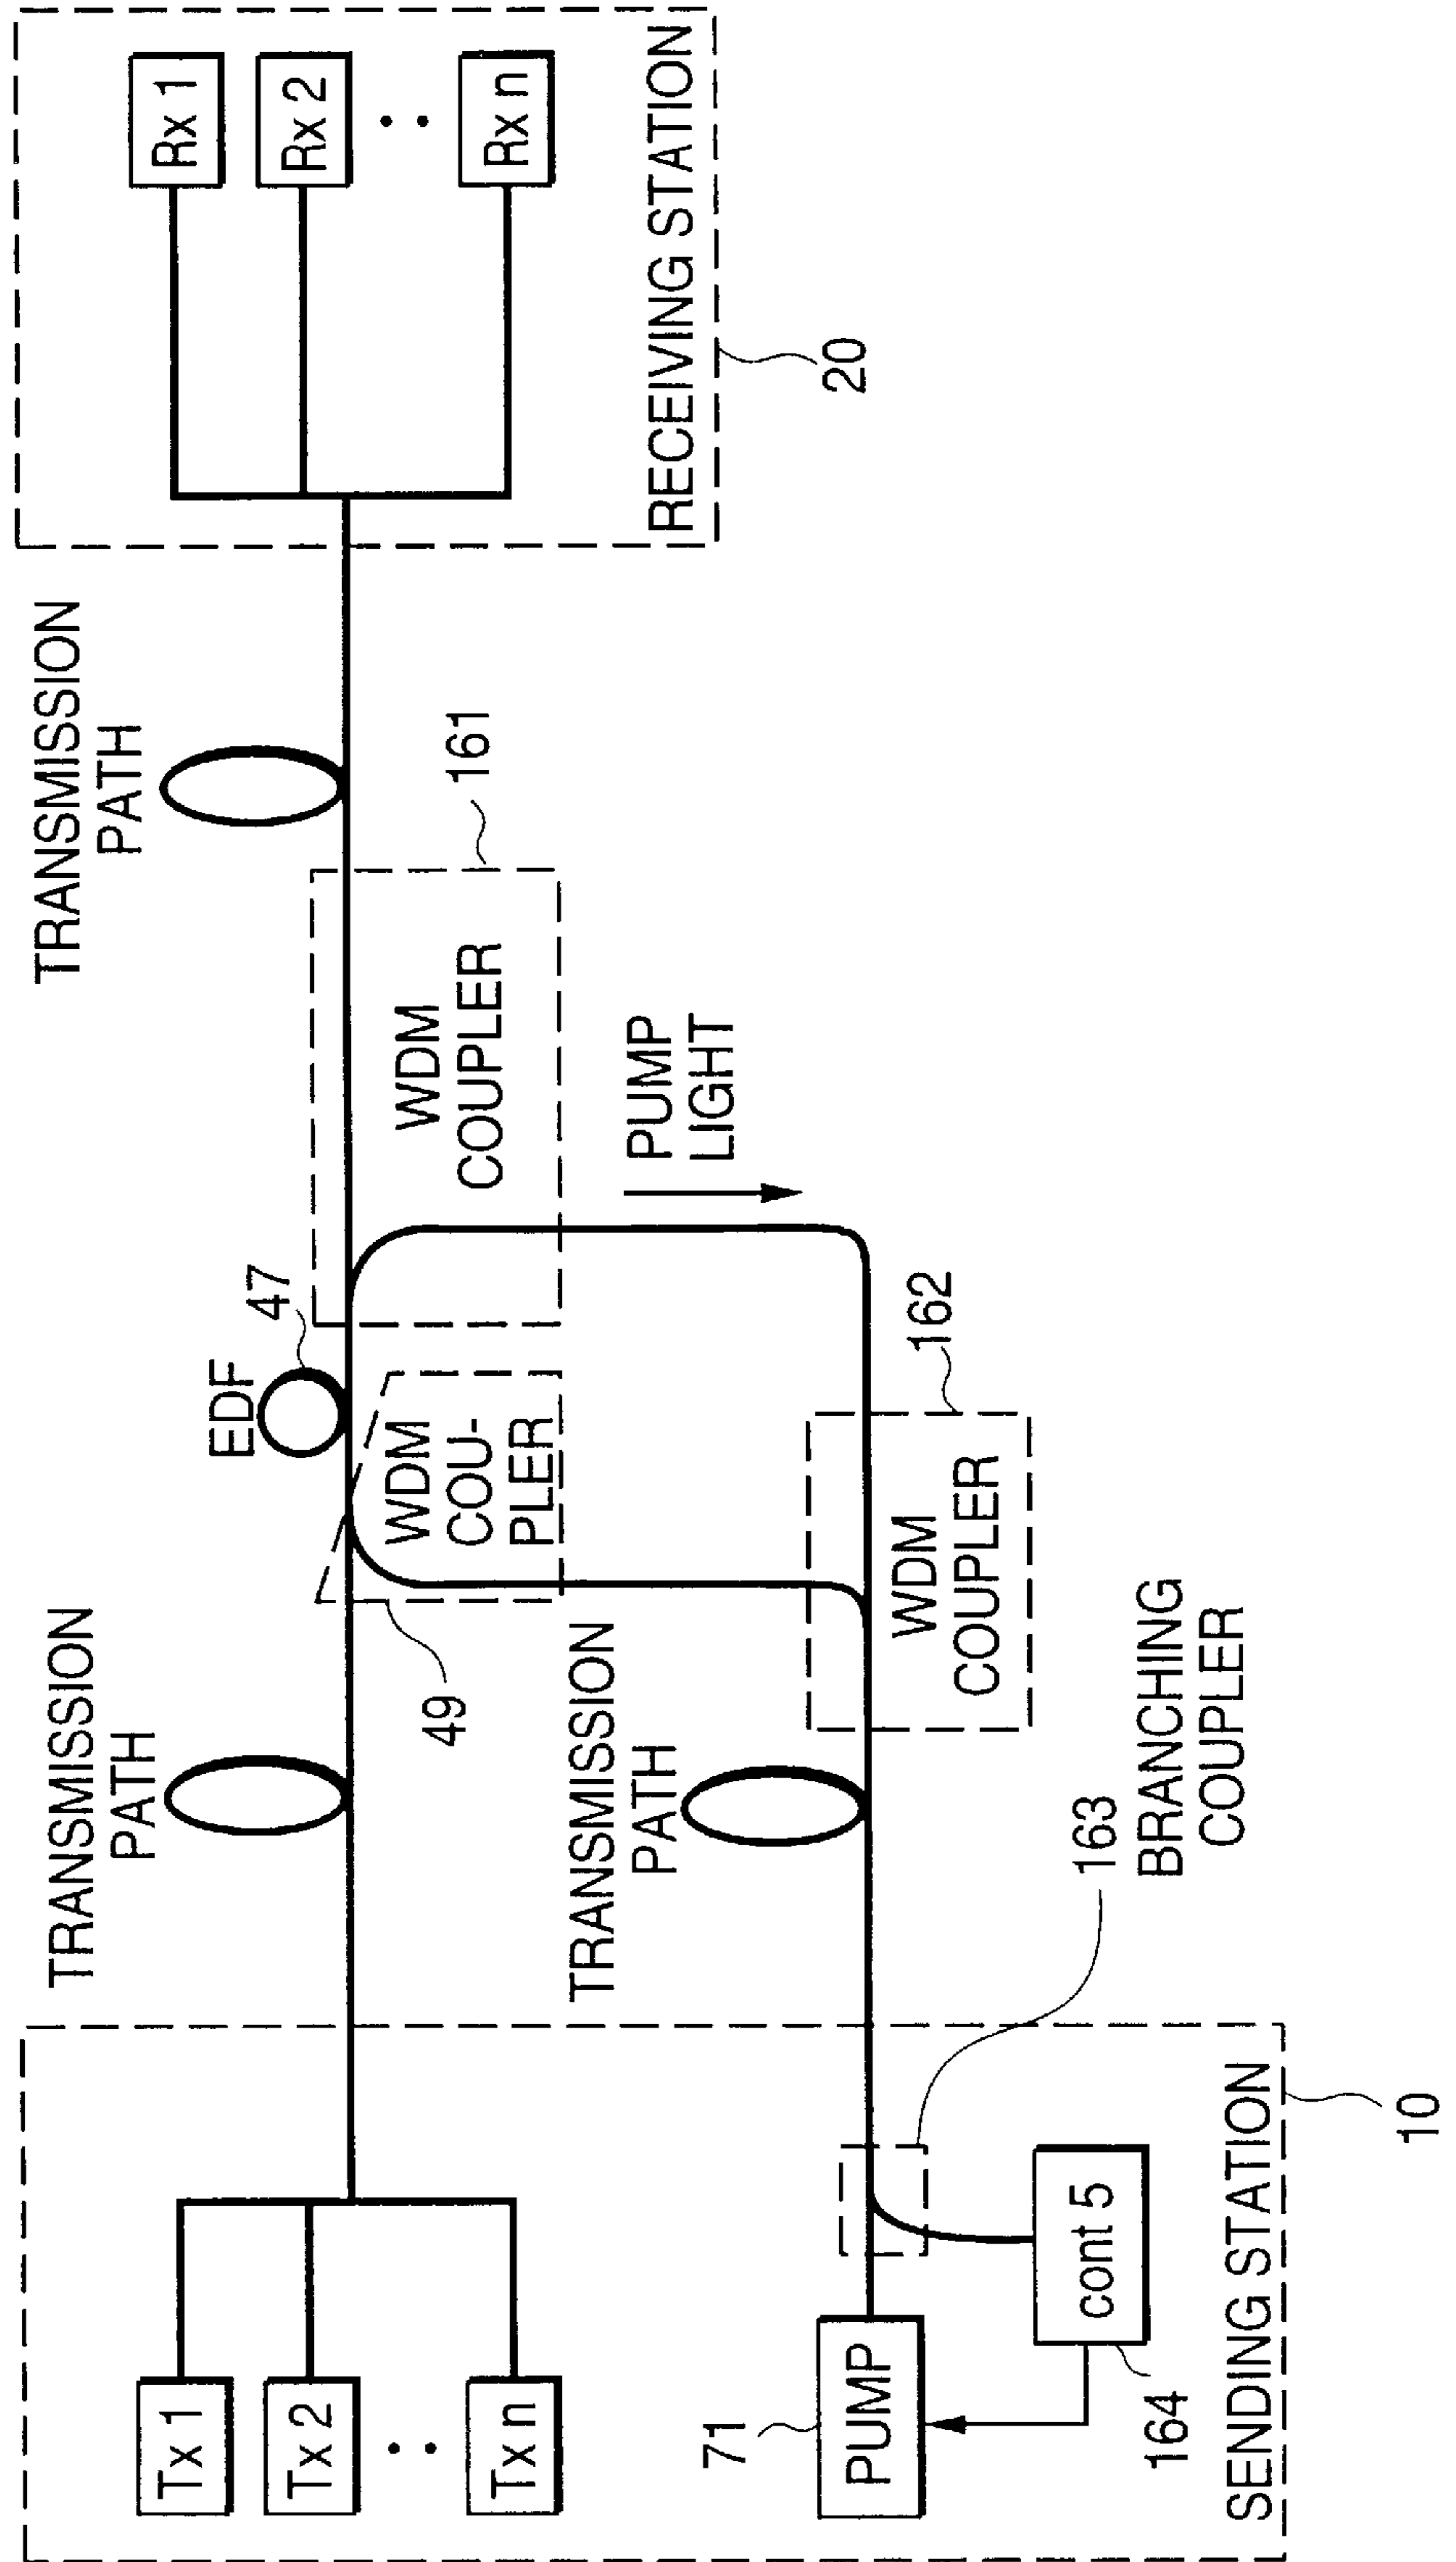 Tx 1
Tx 2
Tx n
TRANSMISSION
PATH
EDF
47
49
WDM
COU-
PLER
WDM
COUPLER
161
TRANSMISSION
PATH
Rx 1
Rx 2
Rx n
RECEIVING STATION
20
PUMP
LIGHT
TRANSMISSION
PATH
162
WDM
COUPLER
163
BRANCHING
COUPLER
71
PUMP
cont 5
164
SENDING STATION
10